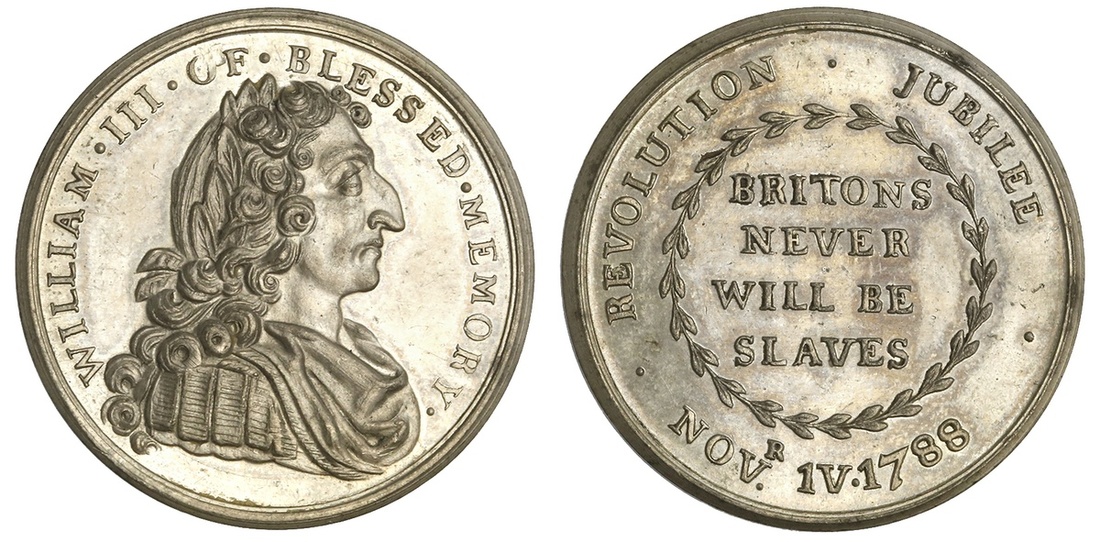 WILLIAM · III · OF · BLESSED · MEMORY ·
REVOLUTION · JUBILEE
BRITONS
NEVER
WILL BE
SLAVES
NOV.R IV·1788